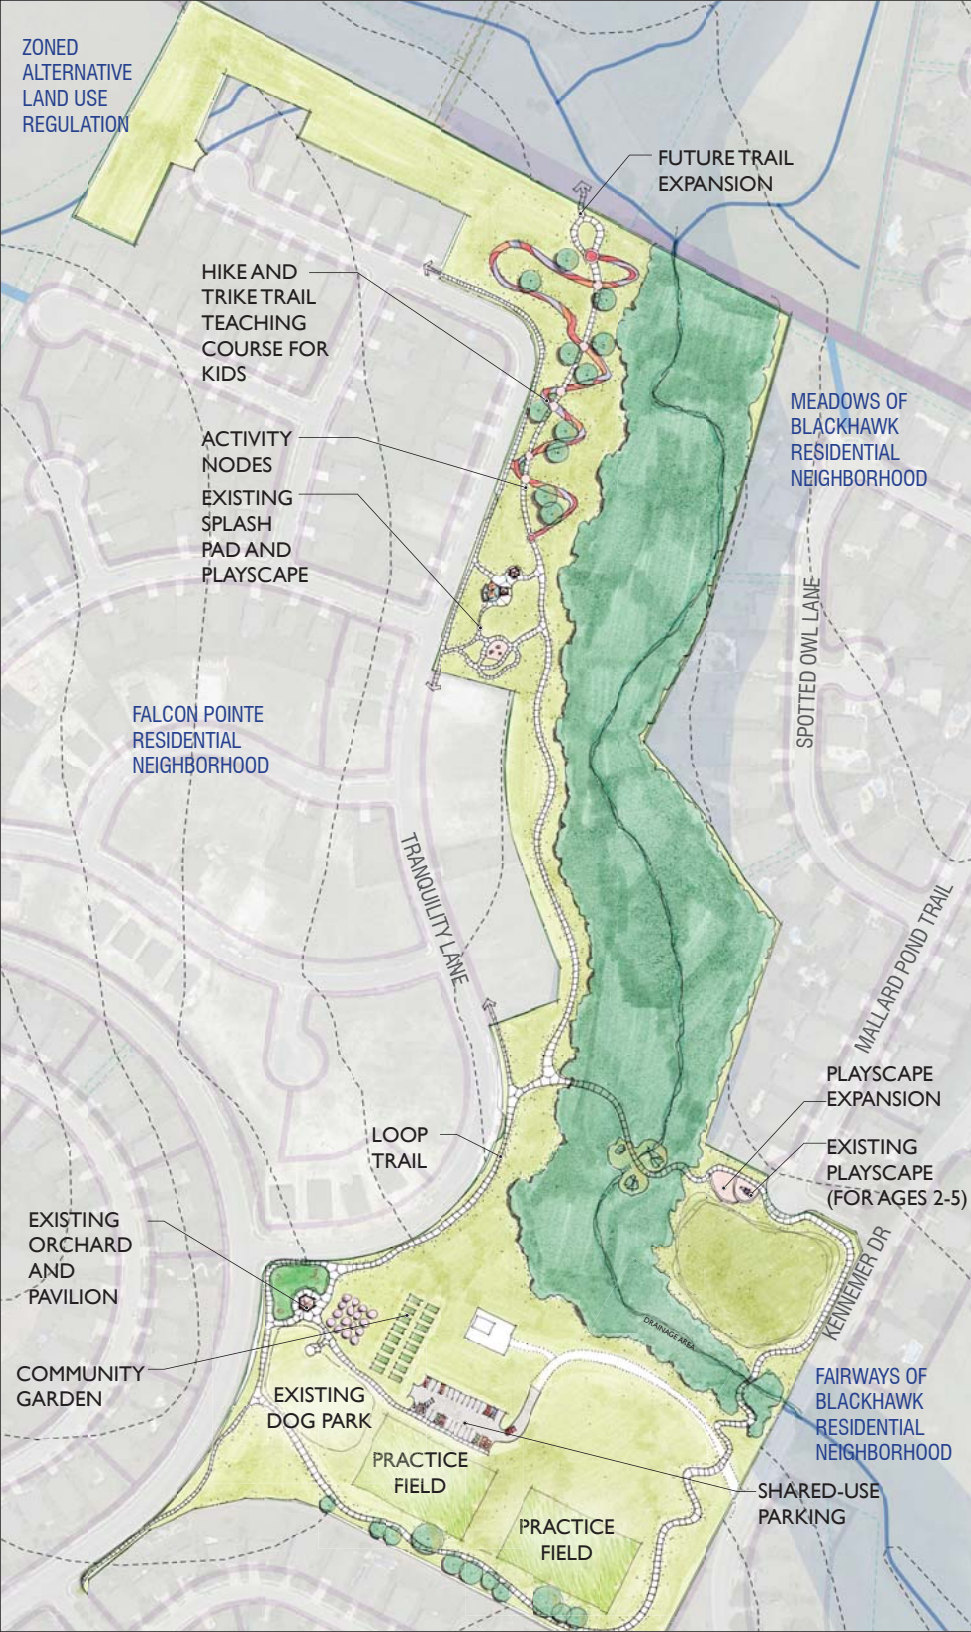 ZONED
ALTERNATIVE
LAND USE
REGULATION
FUTURE TRAIL
EXPANSION
HIKE AND
TRIKE TRAIL
TEACHING
COURSE FOR
KIDS
MEADOWS OF
BLACKHAWK
RESIDENTIAL
NEIGHBORHOOD
ACTIVITY
NODES
EXISTING
SPLASH
PAD AND
PLAYSCAPE
SPOTTED OWL LANE
FALCON POINTE
RESIDENTIAL
NEIGHBORHOOD
TRANQUILITY LANE
MALLARD POND TRAIL
PLAYSCAPE
EXPANSION
LOOP
TRAIL
EXISTING
PLAYSCAPE
(FOR AGES 2-5)
EXISTING
ORCHARD
AND
PAVILION
KENNEMER DR
DRAINAGE AREA
COMMUNITY
GARDEN
EXISTING
DOG PARK
FAIRWAYS OF
BLACKHAWK
RESIDENTIAL
NEIGHBORHOOD
PRACTICE
FIELD
SHARED-USE
PARKING
PRACTICE
FIELD